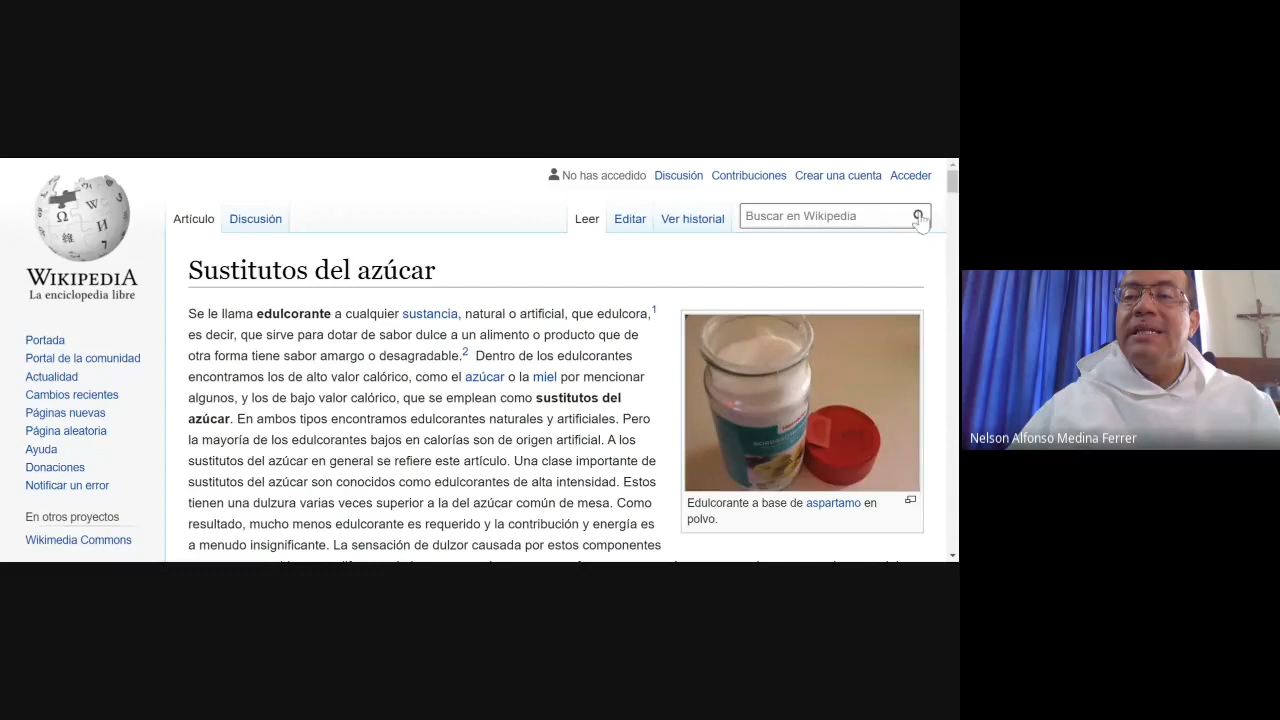 No has accedido Discusión Contribuciones Crear una cuenta Acceder
Artículo Discusión Leer Editar Ver historial Buscar en Wikipedia
WIKIPEDIA
La enciclopedia libre
Portada
Portal de la comunidad
Actualidad
Cambios recientes
Páginas nuevas
Página aleatoria
Ayuda
Donaciones
Notificar un error
En otros proyectos
Wikimedia Commons
Sustitutos del azúcar
Se le llama edulcorante a cualquier sustancia, natural o artificial, que edulcora,1
es decir, que sirve para dotar de sabor dulce a un alimento o producto que de
otra forma tiene sabor amargo o desagradable.2 Dentro de los edulcorantes
encontramos los de alto valor calórico, como el azúcar o la miel por mencionar
algunos, y los de bajo valor calórico, que se emplean como sustitutos del
azúcar. En ambos tipos encontramos edulcorantes naturales y artificiales. Pero
la mayoría de los edulcorantes bajos en calorías son de origen artificial. A los
sustitutos del azúcar en general se refiere este artículo. Una clase importante de
sustitutos del azúcar son conocidos como edulcorantes de alta intensidad. Estos
tienen una dulzura varias veces superior a la del azúcar común de mesa. Como
resultado, mucho menos edulcorante es requerido y la contribución y energía es
a menudo insignificante. La sensación de dulzor causada por estos componentes
Edulcorante a base de aspartamo en
polvo.
Nelson Alfonso Medina Ferrer